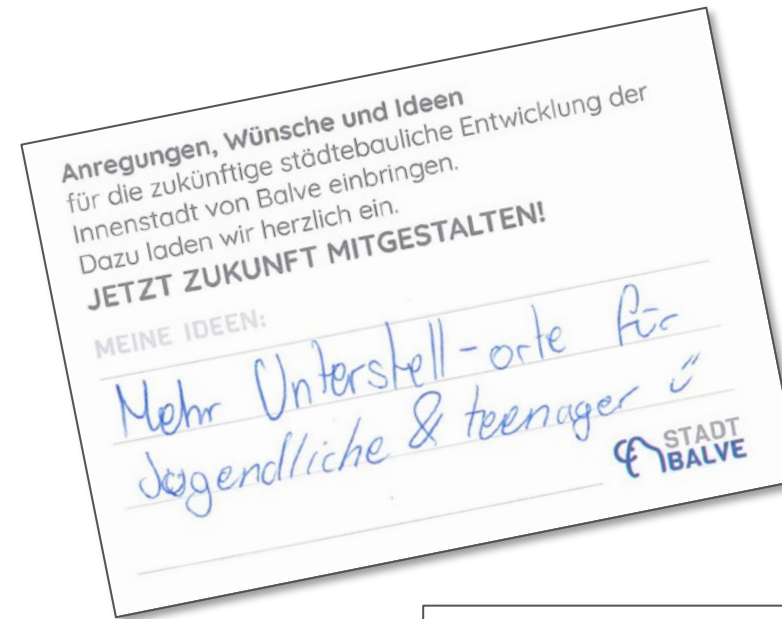 Anregungen, Wünsche und Ideen
für die zukünftige städtebauliche Entwicklung der
Innenstadt von Balve einbringen.
Dazu laden wir herzlich ein.
JETZT ZUKUNFT MITGESTALTEN!
MEINE IDEEN:
Mehr Unterstell-orte für
Jugendliche & teenager ü
STADT
BALVE